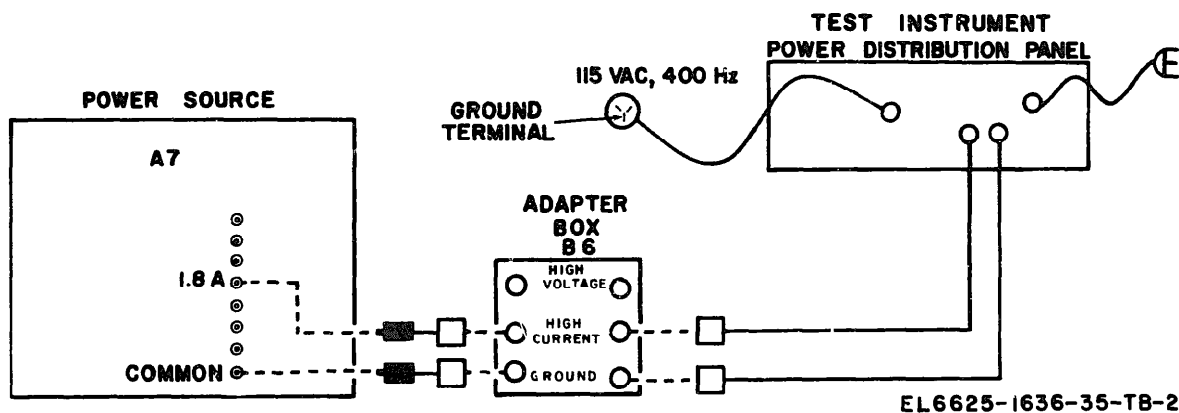 TEST INSTRUMENT
POWER DISTRIBUTION PANEL
115 VAC, 400 Hz
GROUND
TERMINAL
POWER SOURCE
A7
1.8 A
COMMON
ADAPTER
BOX
B6
HIGH
VOLTAGE
HIGH
CURRENT
GROUND
EL6625-1636-35-TB-2